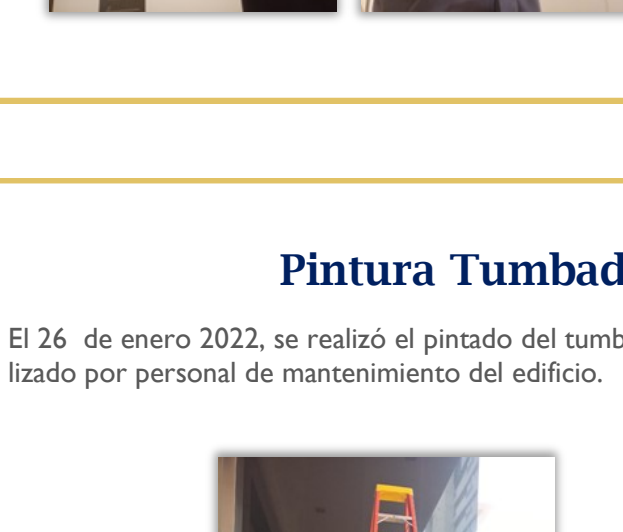 Pintura Tumbad
El 26 de enero 2022, se realizó el pintado del tumb
lizado por personal de mantenimiento del edificio.